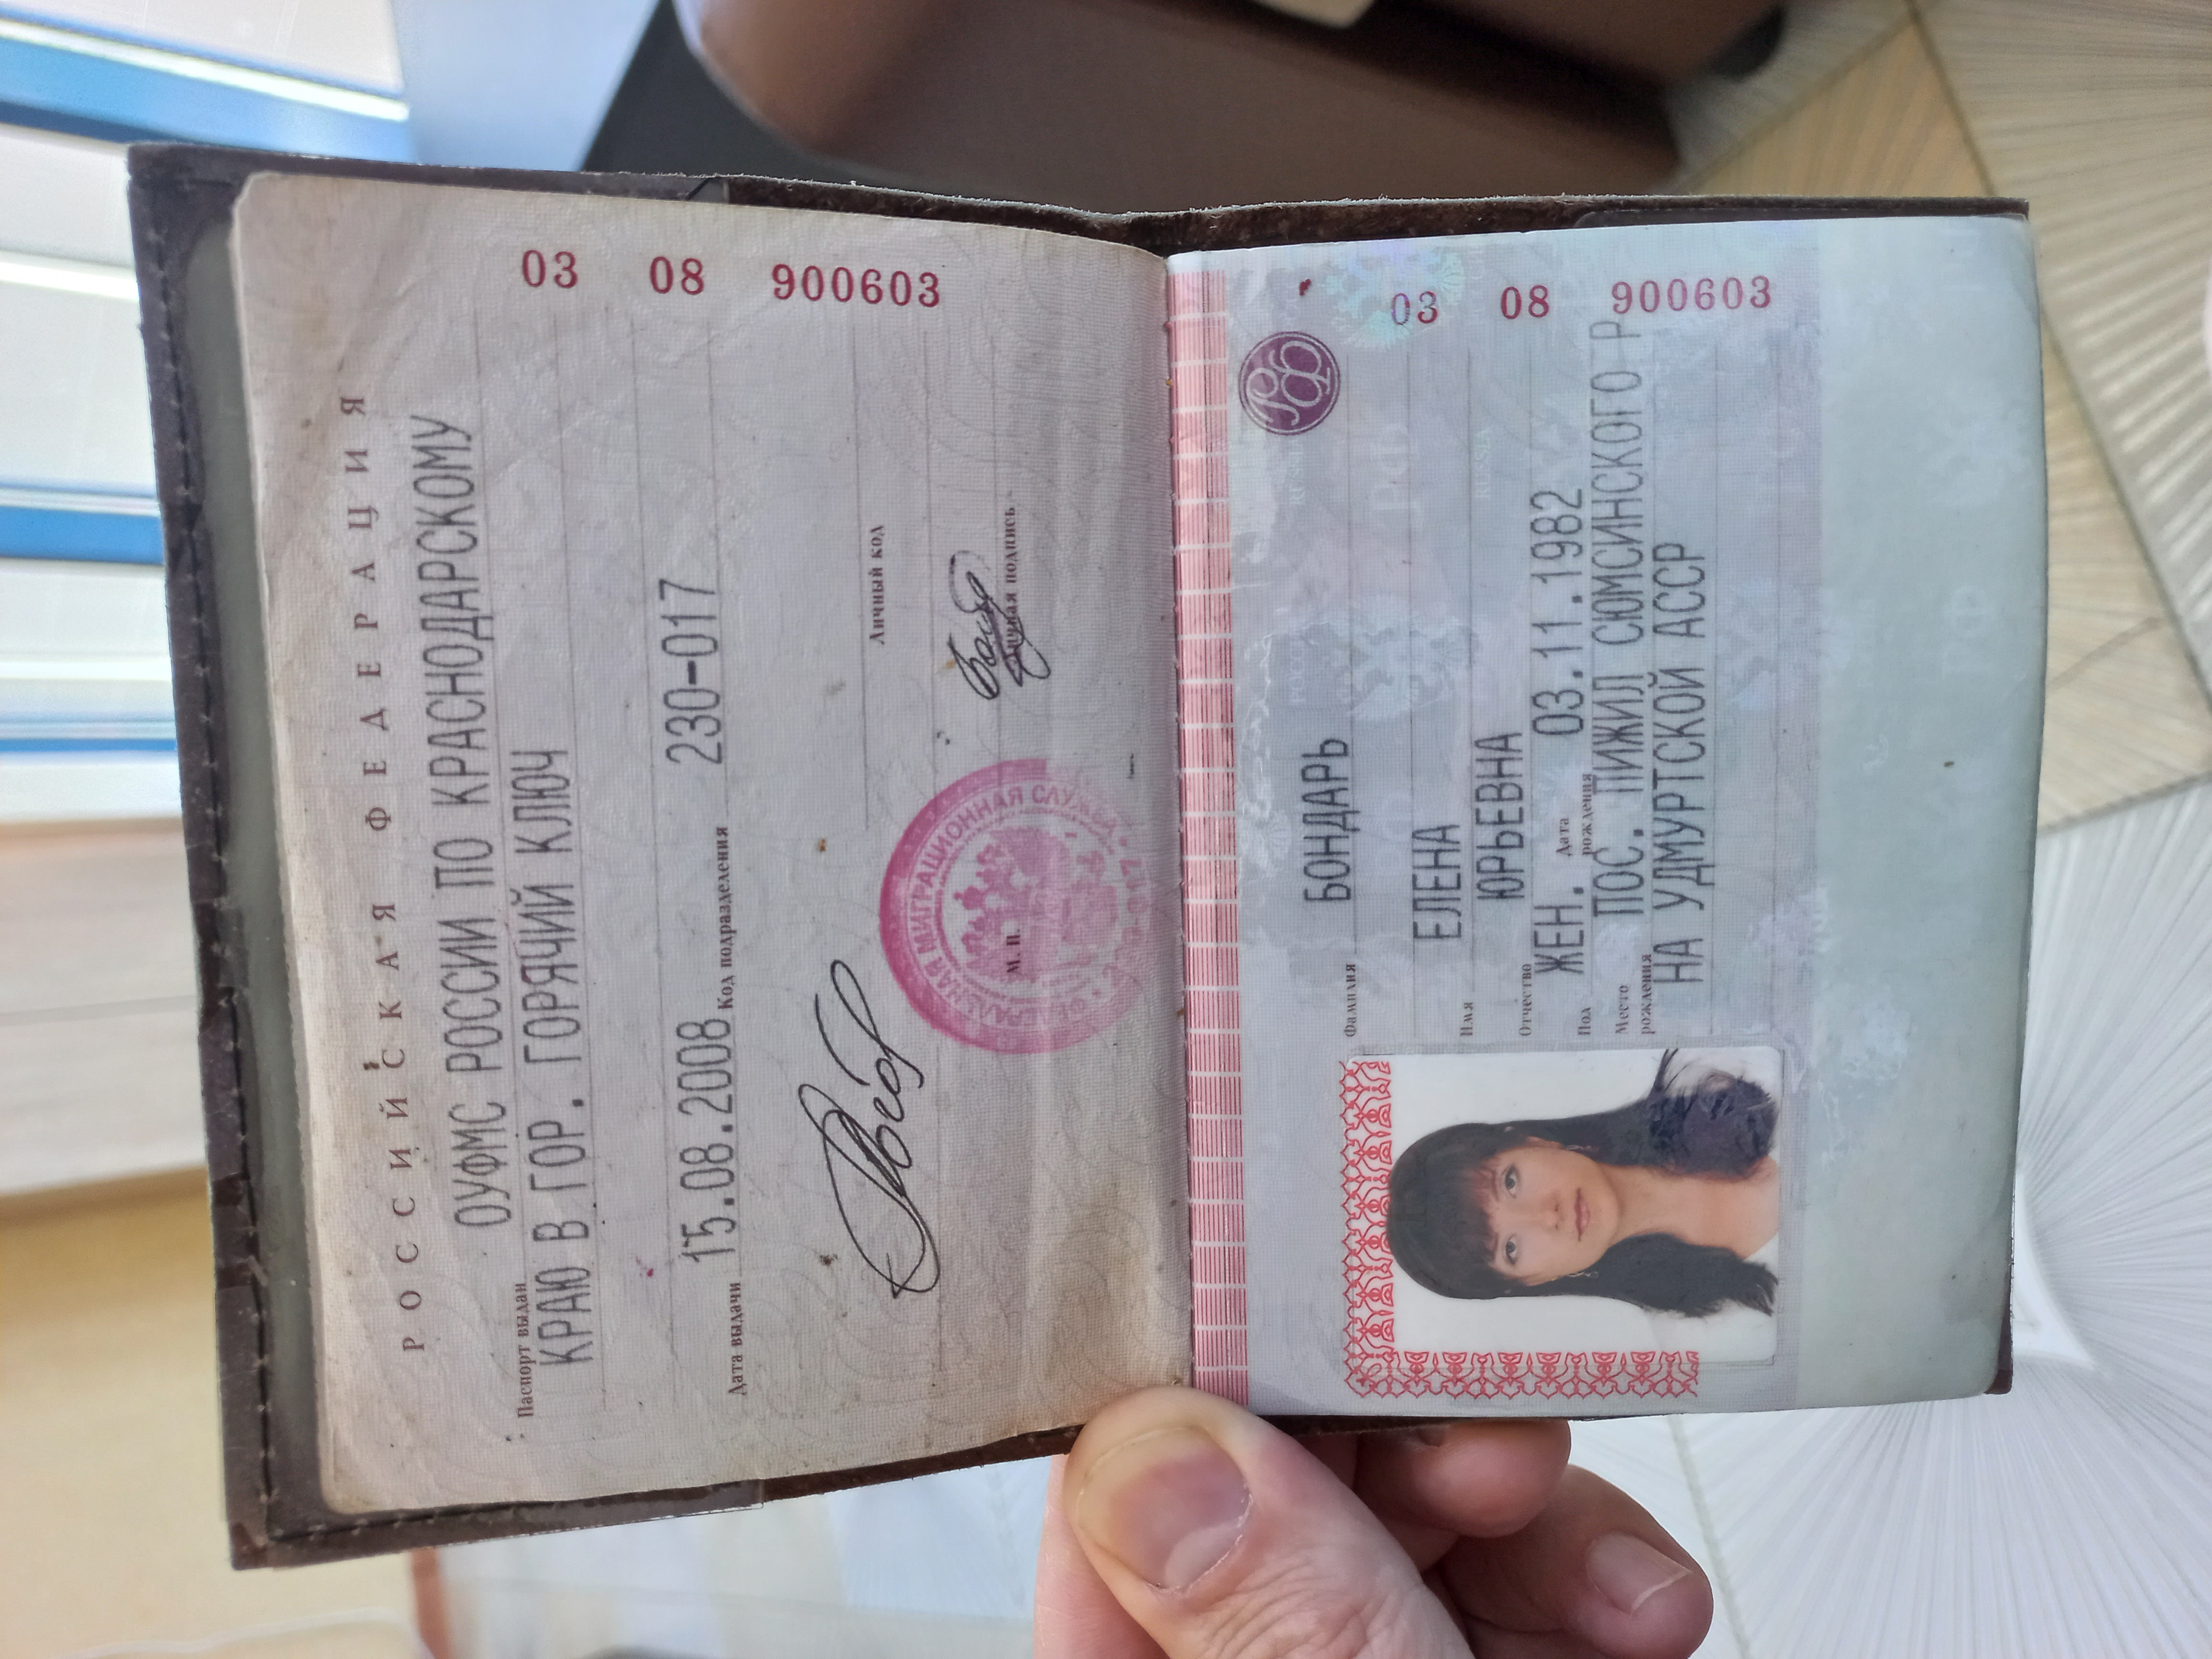 РОССИЙСКАЯ ФЕДЕРАЦИЯ
Паспорт выдан ОУФМС РОССИИ ПО КРАСНОДАРСКОМУ
КРАЮ В ГОР. ГОРЯЧИЙ КЛЮЧ
Дата выдачи 15.08.2008 Код подразделения 230-017
Личный код
М. П.
Личная подпись
ФЕДЕРАЛЬНАЯ МИГРАЦИОННАЯ СЛУЖБА
03 08 900603
РФ
Фамилия БОНДАРЬ
Имя ЕЛЕНА
Отчество ЮРЬЕВНА
Пол ЖЕН. Дата рождения 03.11.1982
Место рождения ПОС. ПИЖИЛ СЮМСИНСКОГО Р-
НА УДМУРТСКОЙ АССР
03 08 900603
RUSSIA